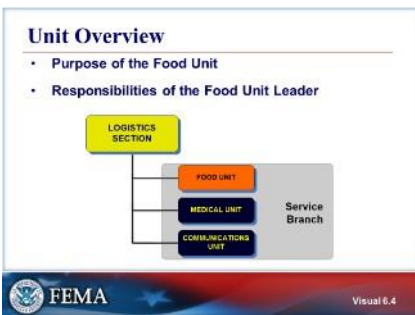 Unit Overview
• Purpose of the Food Unit
• Responsibilities of the Food Unit Leader
LOGISTICS
SECTION
FOOD UNIT
MEDICAL UNIT
COMMUNICATIONS
UNIT
Service
Branch
FEMA
Visual 6.4